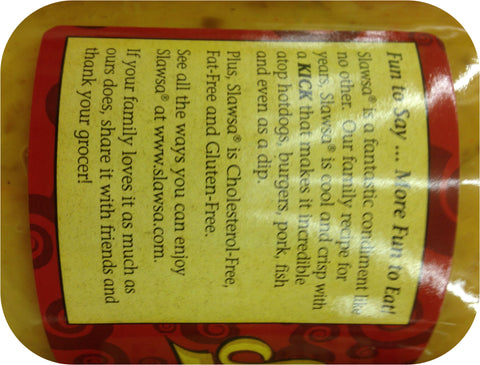 Fun to Say ... More Fun to Eat!
Slawsa® is a fantastic condiment like
no other. Our family recipe for
years, Slawsa® is cool and crisp with
a KICK that makes it incredible
atop hotdogs, burgers, pork, fish
and even as a dip.
Plus, Slawsa® is Cholesterol-Free,
Fat-Free and Gluten-Free.
See all the ways you can enjoy
Slawsa® at www.slawsa.com.
If your family loves it as much as
ours does, share it with friends and
thank your grocer!